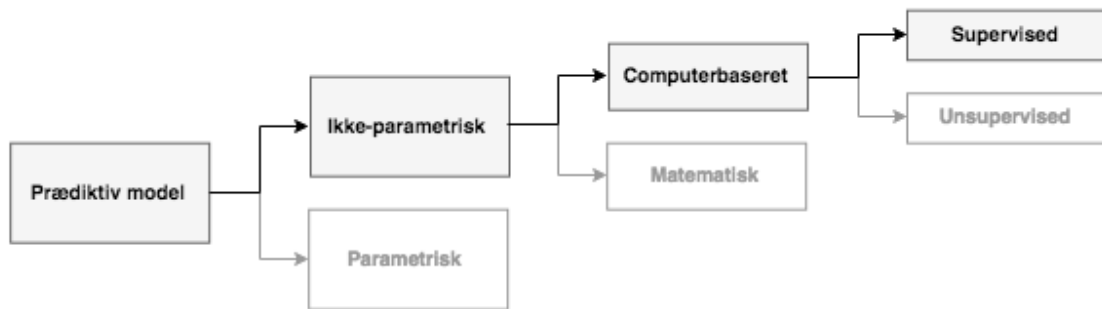 Supervised
Computerbaseret
Unsupervised
Ikke-parametrisk
Matematisk
Prædiktiv model
Parametrisk